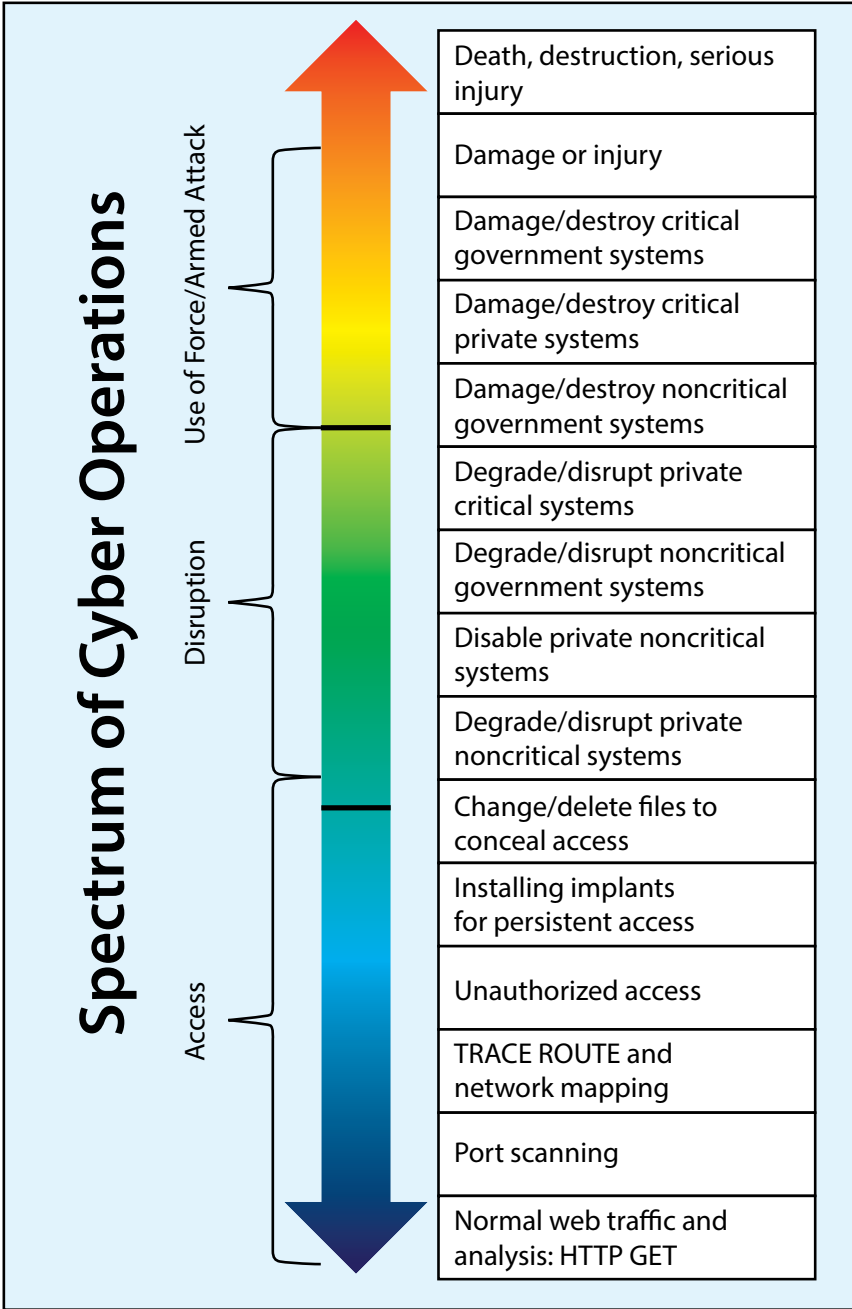 Spectrum of Cyber Operations
Use of Force/Armed Attack
Disruption
Access
Death, destruction, serious
injury
Damage or injury
Damage/destroy critical
government systems
Damage/destroy critical
private systems
Damage/destroy noncritical
government systems
Degrade/disrupt private
critical systems
Degrade/disrupt noncritical
government systems
Disable private noncritical
systems
Degrade/disrupt private
noncritical systems
Change/delete files to
conceal access
Installing implants
for persistent access
Unauthorized access
TRACE ROUTE and
network mapping
Port scanning
Normal web traffic and
analysis: HTTP GET